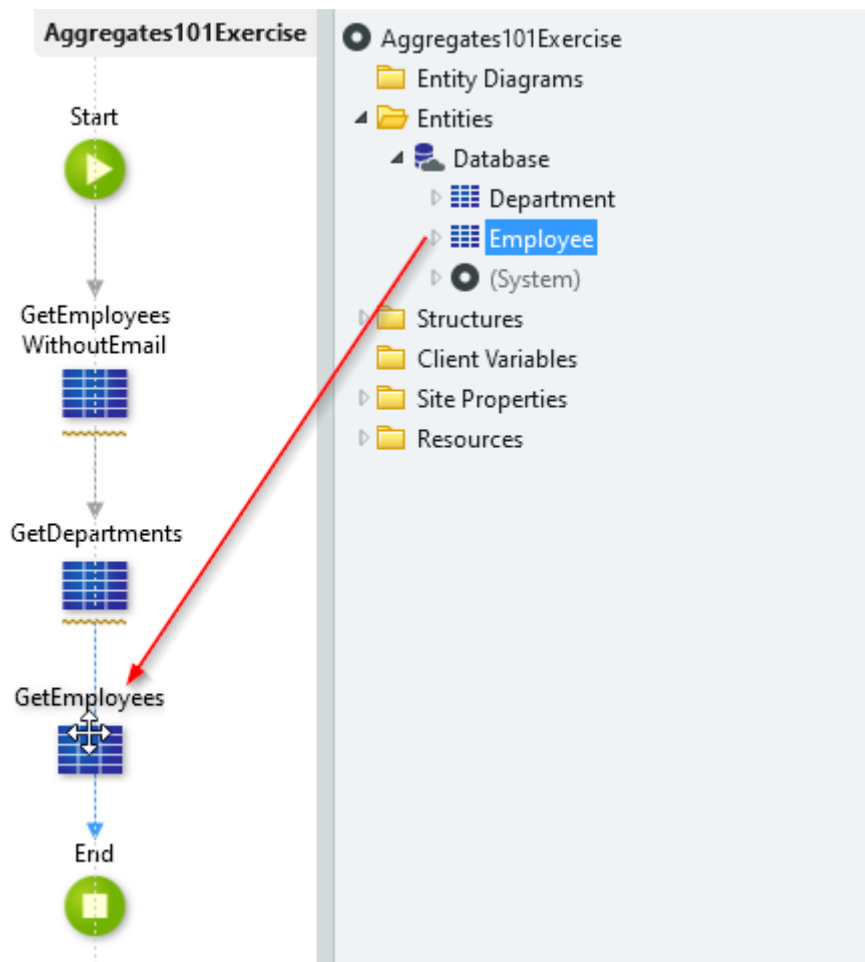 Aggregates101Exercise
Start
GetEmployees
WithoutEmail
GetDepartments
GetEmployees
End
Aggregates101Exercise
Entity Diagrams
Entities
Database
Department
Employee
(System)
Structures
Client Variables
Site Properties
Resources